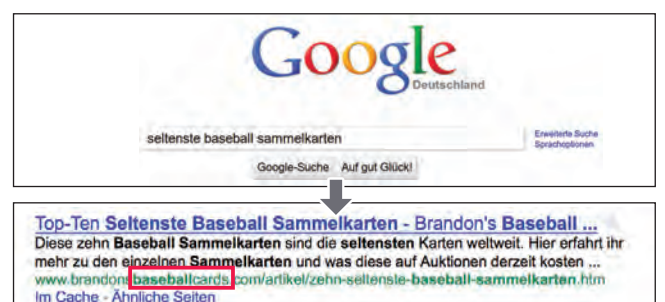 Google
Deutschland
seltenste baseball sammelkarten
Erweiterte Suche
Sprachoptionen
Google-Suche Auf gut Glück!
Top-Ten Seltenste Baseball Sammelkarten - Brandon's Baseball ...
Diese zehn Baseball Sammelkarten sind die seltensten Karten weltweit. Hier erfahrt ihr
mehr zu den einzelnen Sammelkarten und was diese auf Auktionen derzeit kosten ...
www.brandonsbaseballcards.com/artikel/zehn-seltenste-baseball-sammelkarten.htm
Im Cache - Ähnliche Seiten